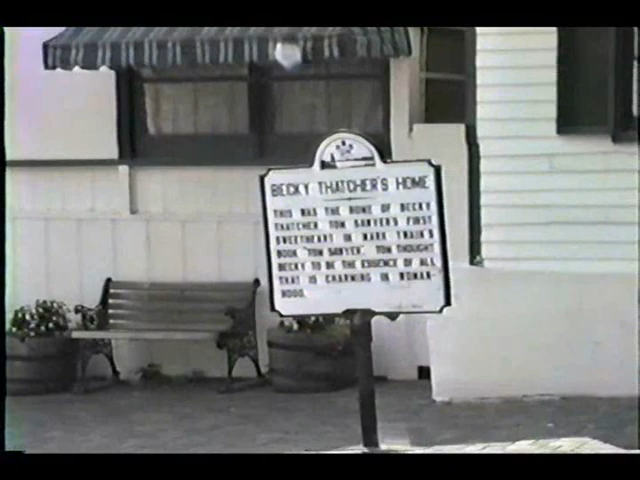 BECKY THATCHER'S HOME
THIS WAS THE HOME OF BECKY
THATCHER, TOM SAWYER'S FIRST
SWEETHEART IN MARK TWAIN'S
BOOK "TOM SAWYER". TOM THOUGHT
BECKY TO BE THE ESSENCE OF ALL
THAT IS CHARMING IN WOMAN-
HOOD.